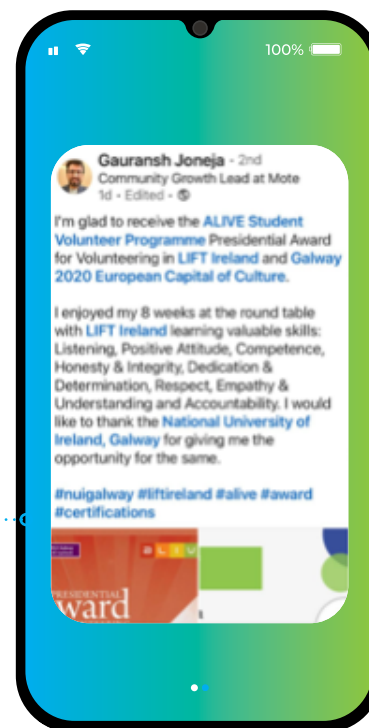 100%
Gauransh Joneja · 2nd
Community Growth Lead at Mote
1d · Edited ·
I'm glad to receive the ALIVE Student
Volunteer Programme Presidential Award
for Volunteering in LIFT Ireland and Galway
2020 European Capital of Culture.
I enjoyed my 8 weeks at the round table
with LIFT Ireland learning valuable skills:
Listening, Positive Attitude, Competence,
Honesty & Integrity, Dedication &
Determination, Respect, Empathy &
Understanding and Accountability. I would
like to thank the National University of
Ireland, Galway for giving me the
opportunity for the same.
#nuigalway #liftireland #alive #award
#certifications
ALIV
PRESIDENTIAL
ward